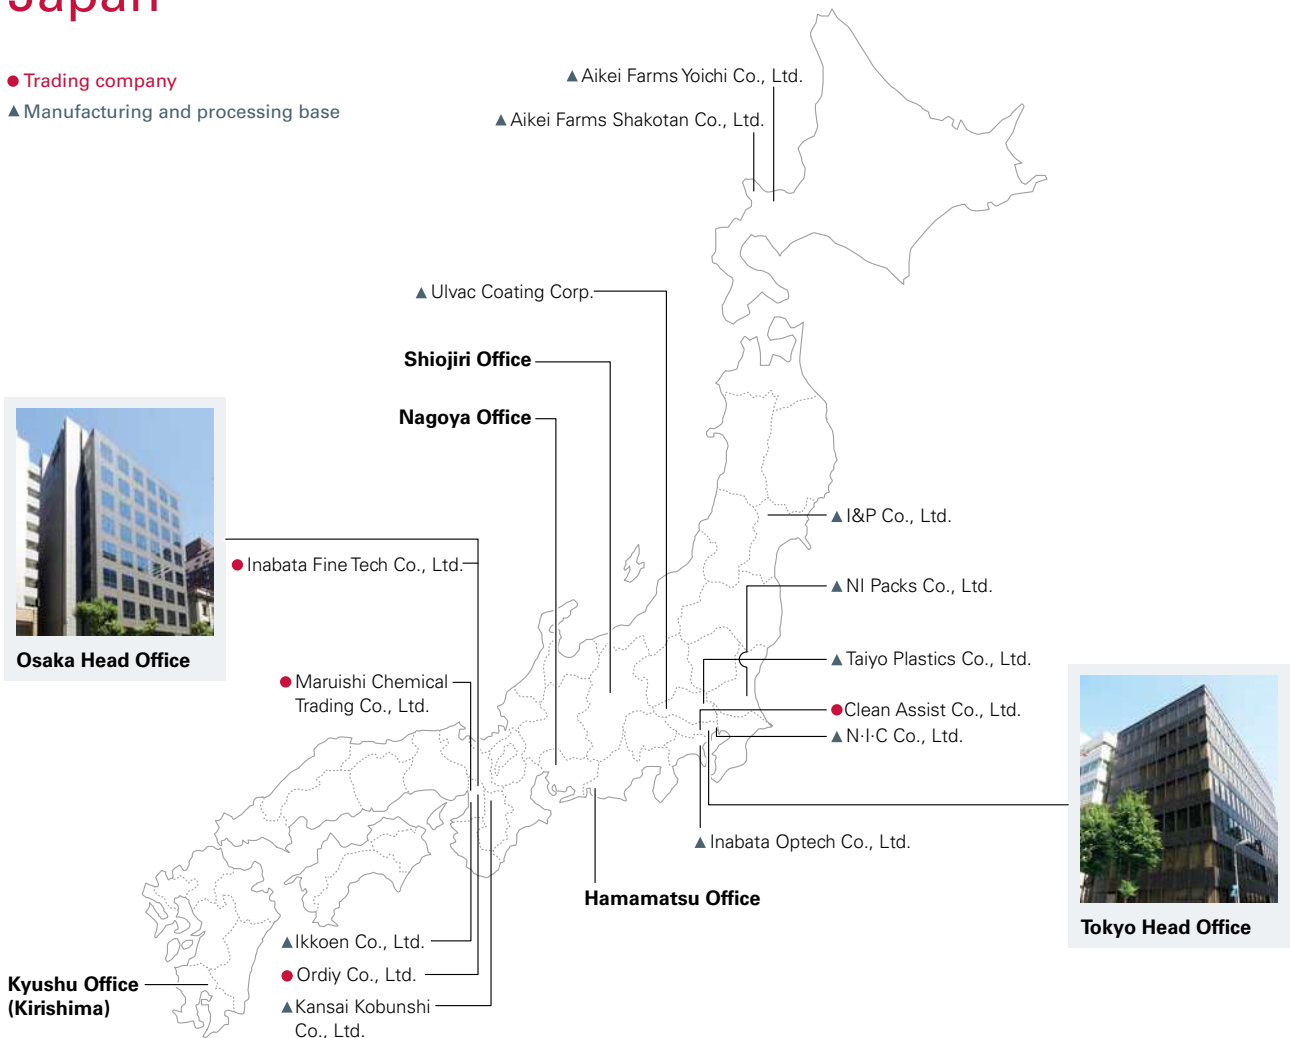 Japan
● Trading company
▲ Manufacturing and processing base
▲ Aikei Farms Yoichi Co., Ltd.
▲ Aikei Farms Shakotan Co., Ltd.
▲ Ulvac Coating Corp.
Shiojiri Office
Nagoya Office
▲ I&P Co., Ltd.
● Inabata Fine Tech Co., Ltd.
▲ NI Packs Co., Ltd.
Osaka Head Office
▲ Taiyo Plastics Co., Ltd.
● Maruishi Chemical
Trading Co., Ltd.
● Clean Assist Co., Ltd.
▲ N·I·C Co., Ltd.
▲ Inabata Optech Co., Ltd.
Hamamatsu Office
Tokyo Head Office
▲ Ikkoen Co., Ltd.
● Ordiy Co., Ltd.
Kyushu Office
(Kirishima)
▲ Kansai Kobunshi
Co., Ltd.